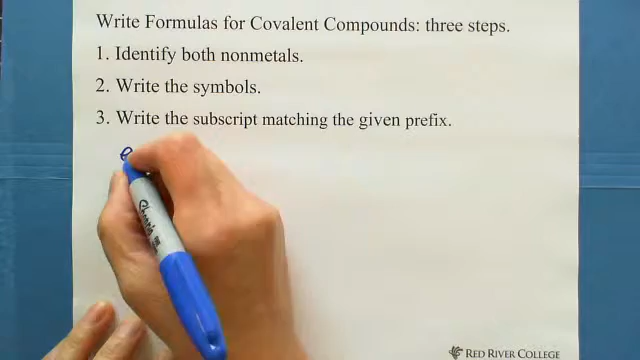 Write Formulas for Covalent Compounds: three steps.
1. Identify both nonmetals.
2. Write the symbols.
3. Write the subscript matching the given prefix.
RED RIVER COLLEGE